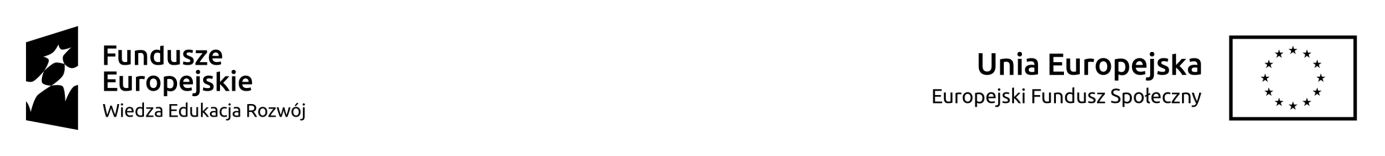 Fundusze
Europejskie
Wiedza Edukacja Rozwój
Unia Europejska
Europejski Fundusz Społeczny